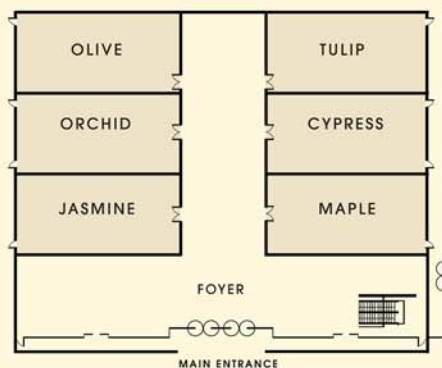 OLIVE
TULIP
ORCHID
CYPRESS
JASMINE
MAPLE
FOYER
MAIN ENTRANCE